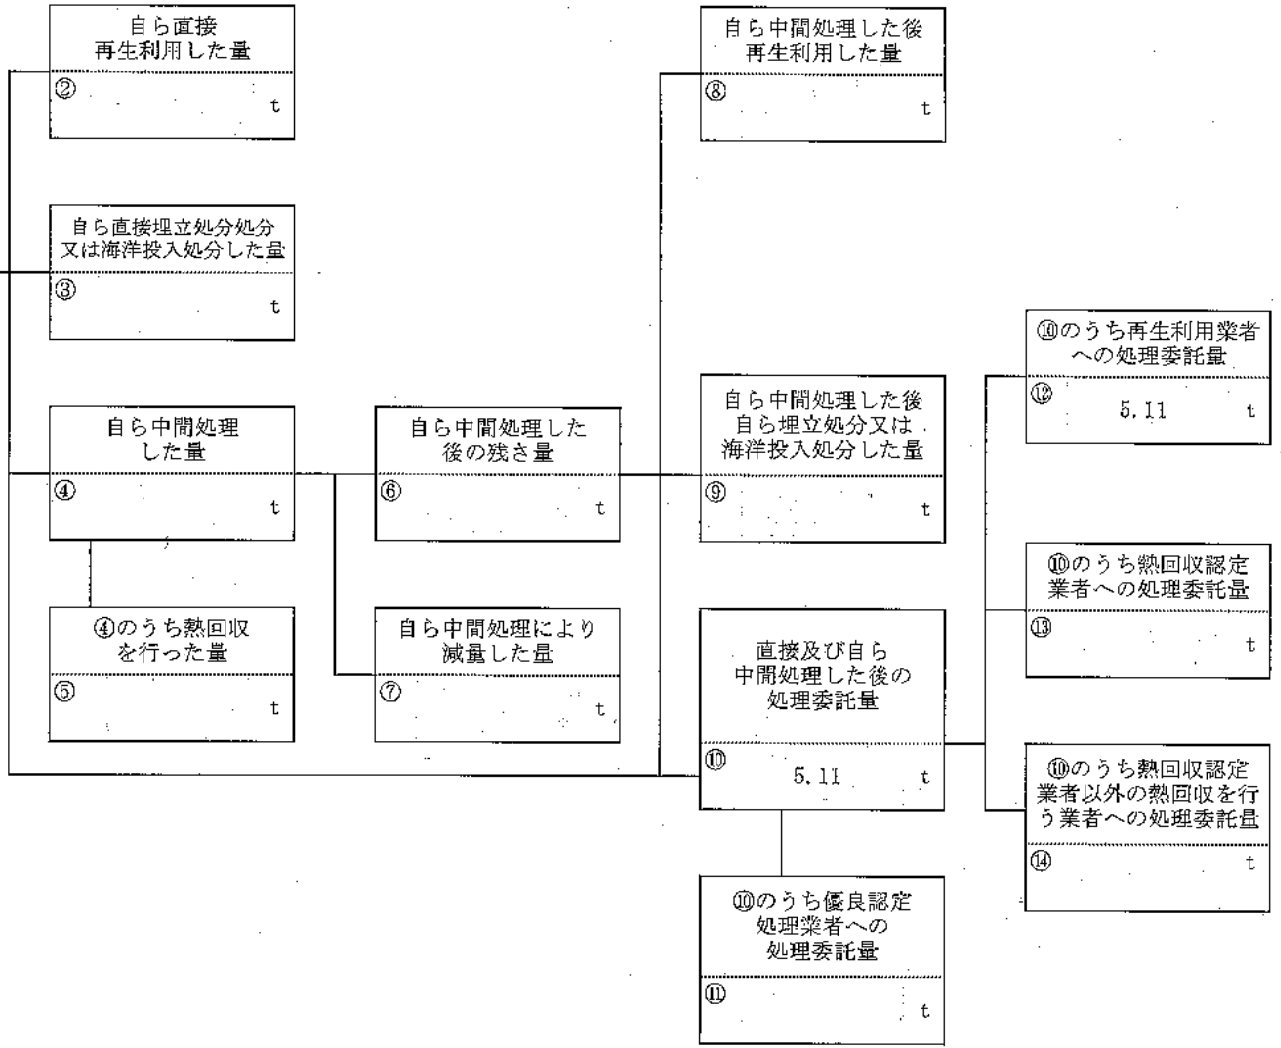 自ら直接
再生利用した量
②
t
自ら中間処理した後
再生利用した量
⑧
t
自ら直接埋立処分処分
又は海洋投入処分した量
③
t
⑩のうち再生利用業者
への処理委託量
⑫
5.11 t
自ら中間処理
した量
④
t
自ら中間処理した
後の残さ量
⑥
t
自ら中間処理した後
自ら埋立処分又は
海洋投入処分した量
⑨
t
⑩のうち熱回収認定
業者への処理委託量
⑬
t
④のうち熱回収
を行った量
⑤
t
自ら中間処理により
減量した量
⑦
t
直接及び自ら
中間処理した後の
処理委託量
⑩
5.11 t
⑩のうち熱回収認定
業者以外の熱回収を行
う業者への処理委託量
⑭
t
⑩のうち優良認定
処理業者への
処理委託量
⑪
t